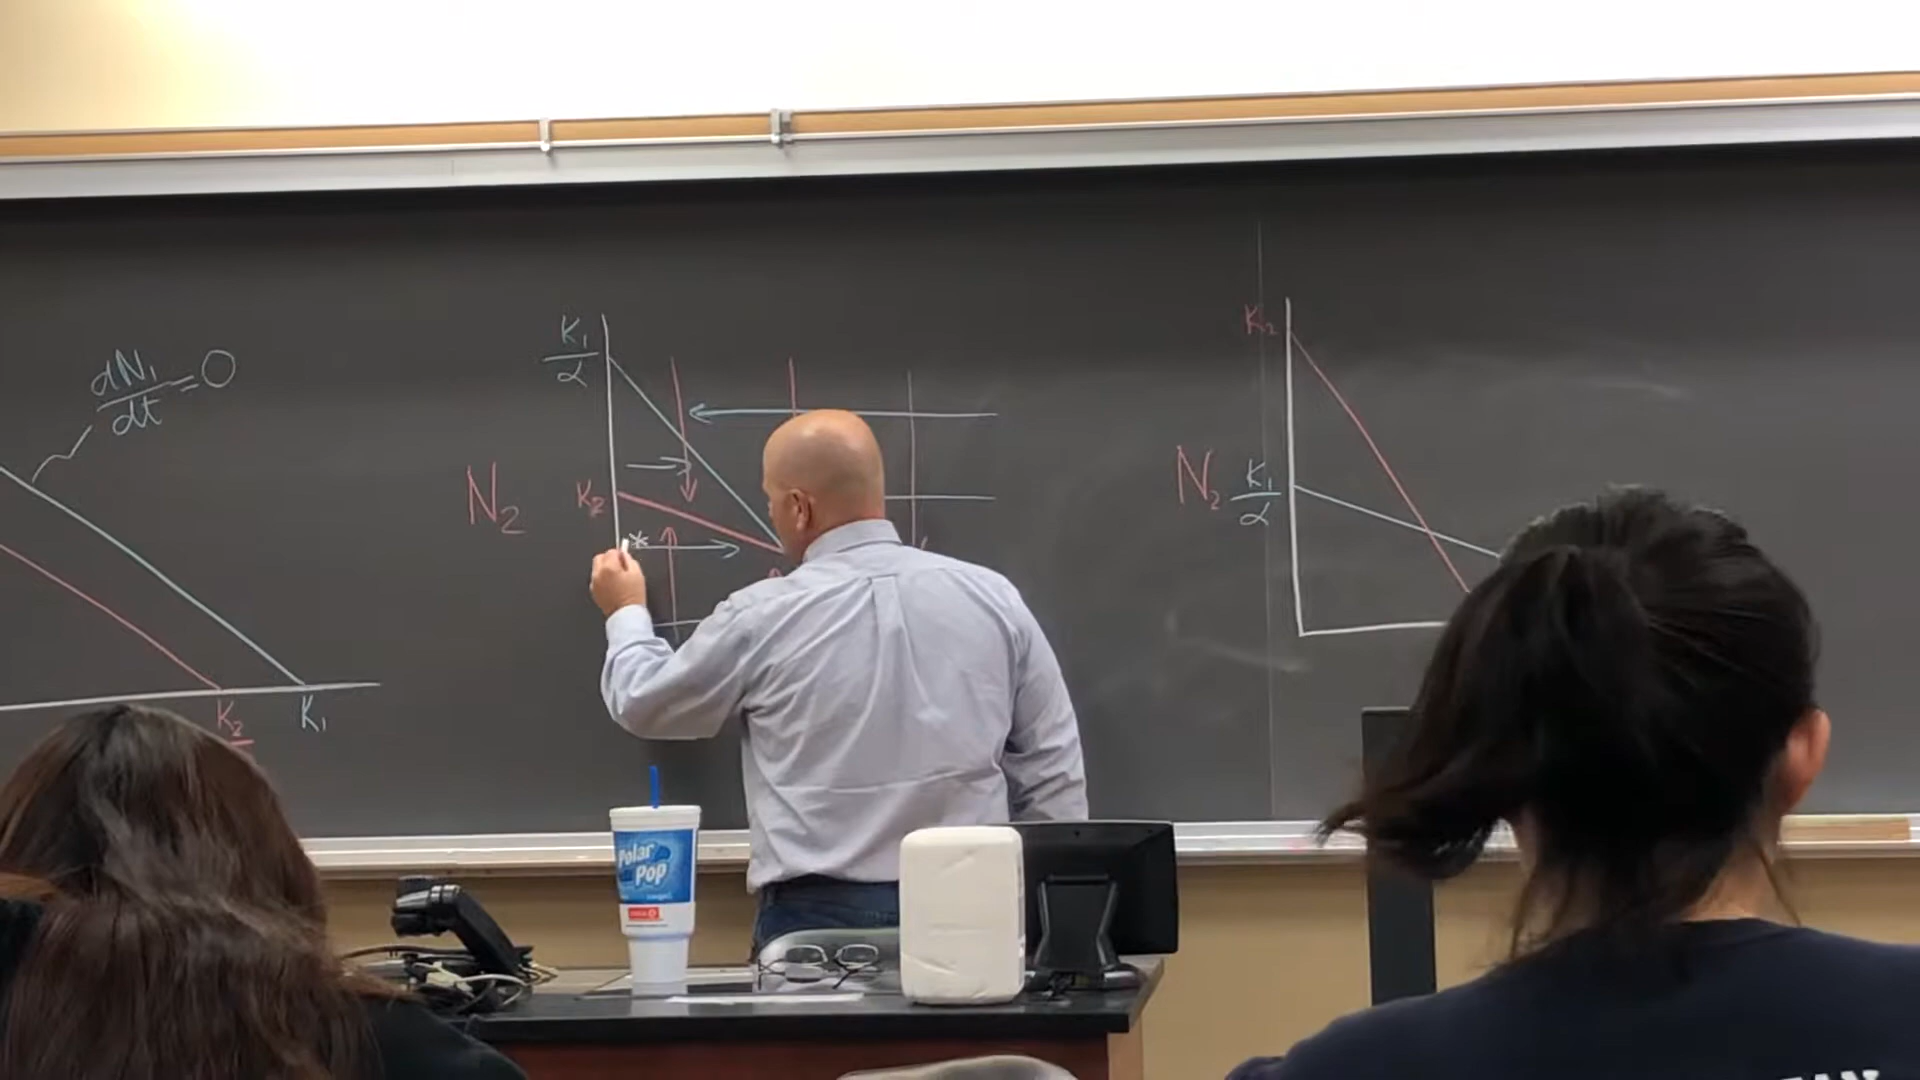 dN₁
dt
=0
K₂
K₁
K₁
α
N₂
K₂
*
K₂
N₂
K₁
α
Polar
Pop